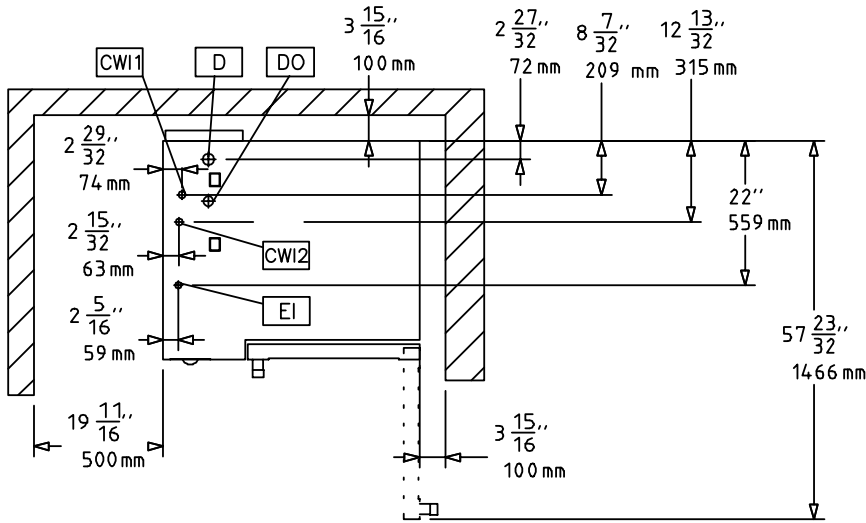 CWI1
D
DO
3 15/16"
100 mm
2 27/32"
72 mm
8 7/32"
209 mm
12 13/32"
315 mm
2 29/32"
74 mm
2 15/32"
63 mm
CWI2
22"
559 mm
2 5/16"
59 mm
EI
57 23/32"
1466 mm
19 11/16"
500 mm
3 15/16"
100 mm